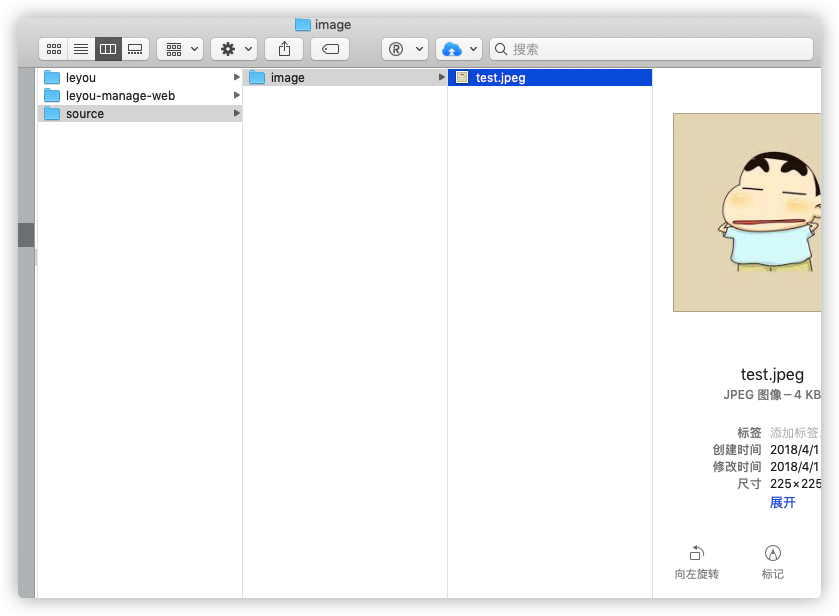 image
搜索
leyou
leyou-manage-web
source
image
test.jpeg
test.jpeg
JPEG 图像－4 KB
标签 添加标签
创建时间 2018/4/1
修改时间 2018/4/1
尺寸 225×225
展开
向左旋转
标记